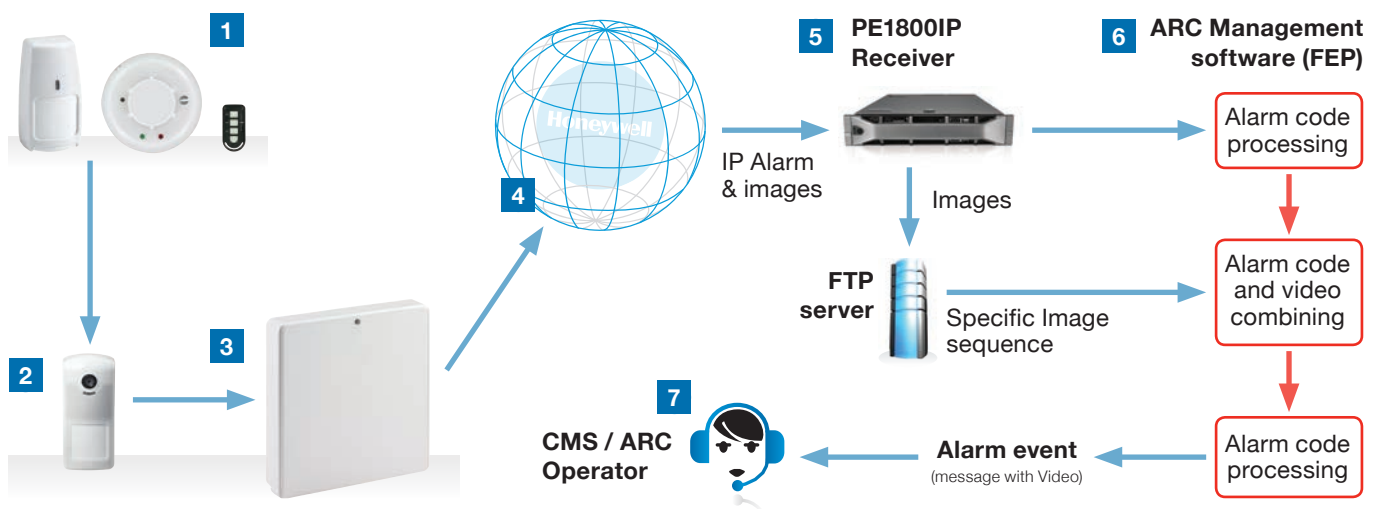 1
2
3
4
Honeywell
IP Alarm
& images
5
PE1800IP
Receiver
Images
FTP
server
Specific Image
sequence
6
ARC Management
software (FEP)
Alarm code
processing
Alarm code
and video
combining
Alarm code
processing
Alarm event
(message with Video)
7
CMS / ARC
Operator